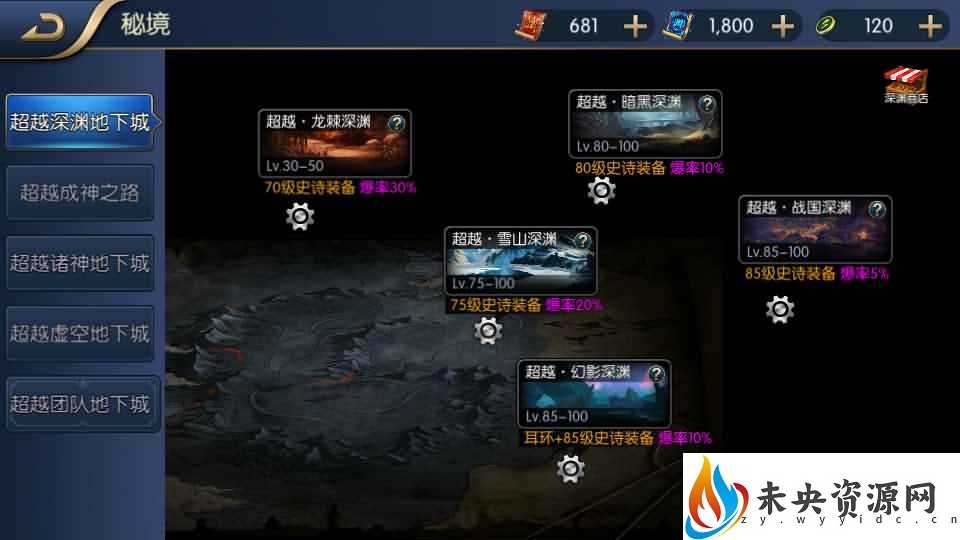 秘境
681
1,800
120
深渊商店
超越深渊地下城
超越成神之路
超越诸神地下城
超越虚空地下城
超越团队地下城
超越·龙棘深渊
?
Lv.30-50
70级史诗装备 爆率30%
超越·暗黑深渊
?
Lv.80-100
80级史诗装备 爆率10%
超越·战国深渊
?
Lv.85-100
85级史诗装备 爆率5%
超越·雪山深渊
?
Lv.75-100
75级史诗装备 爆率20%
超越·幻影深渊
?
Lv.85-100
耳环+85级史诗装备 爆率10%
未央资源网
zy.wyyidc.cn